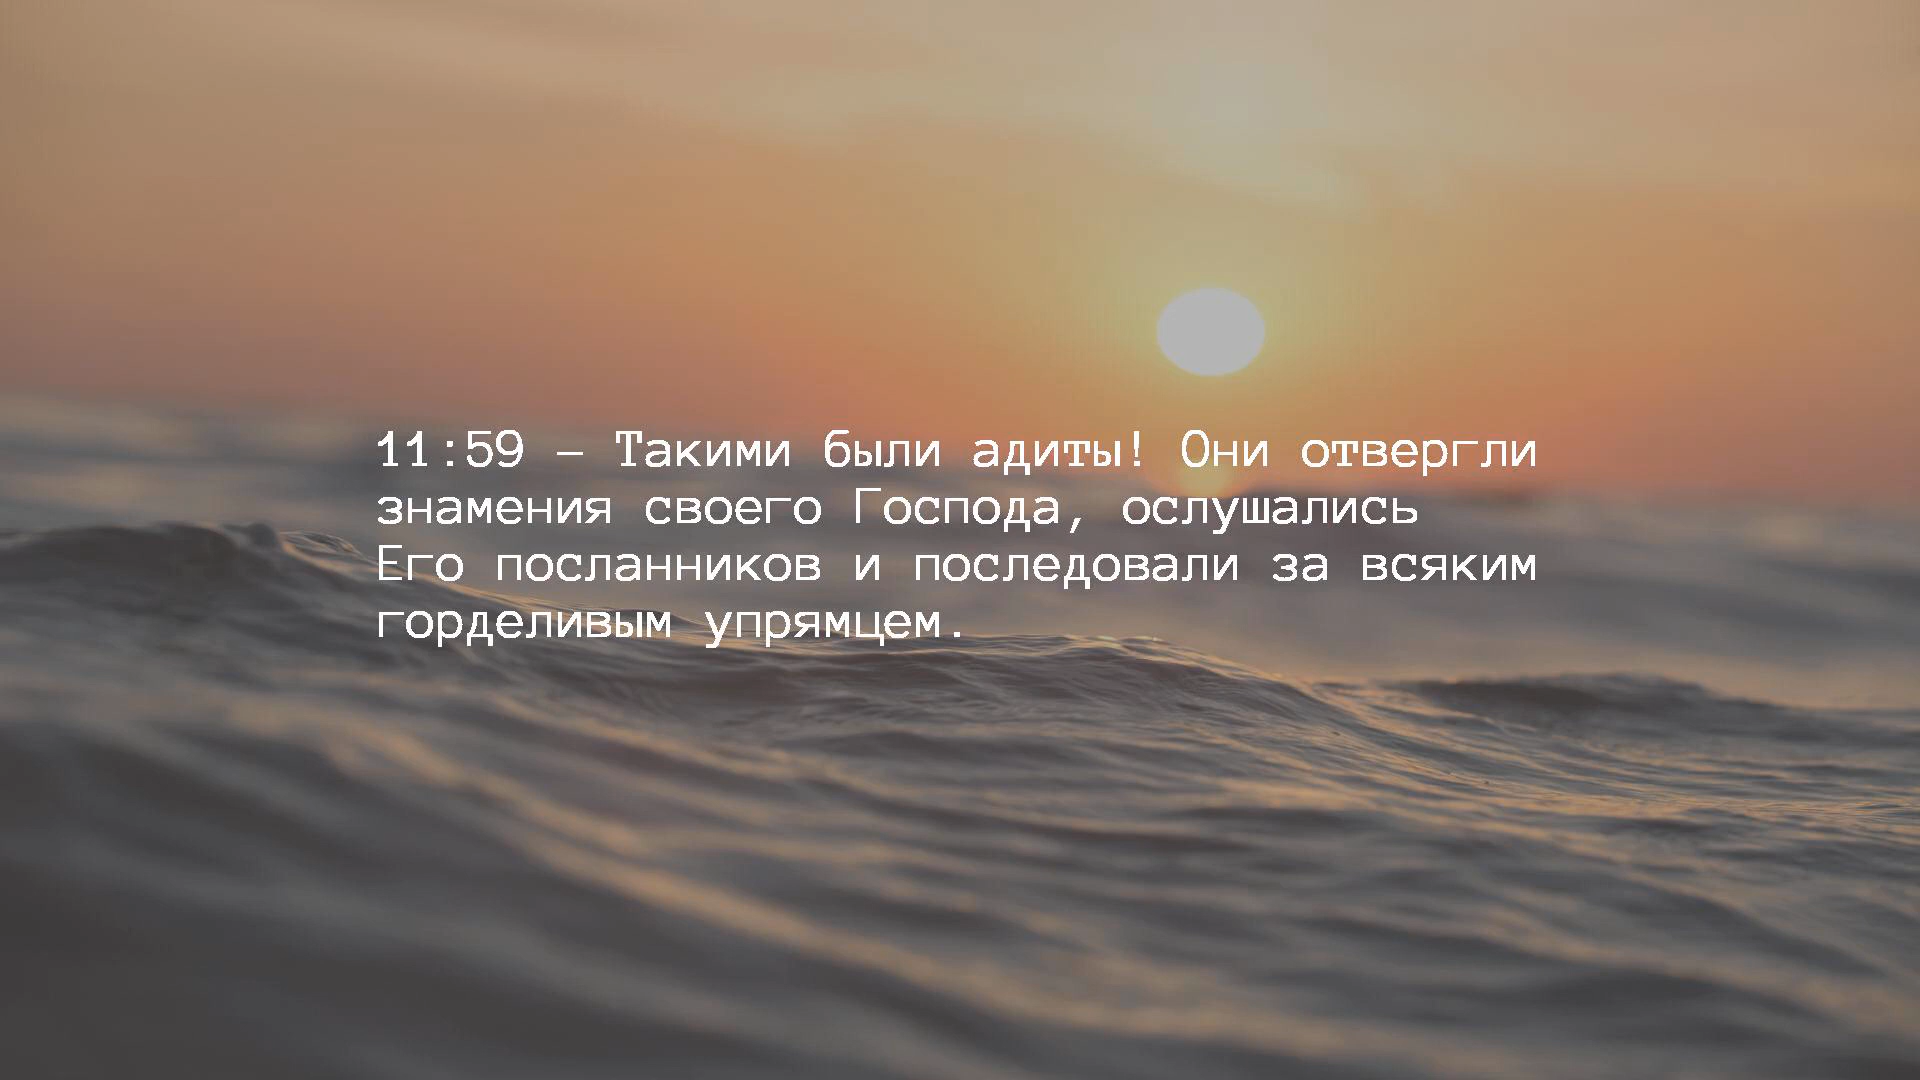 11:59 – Такими были адиты! Они отвергли
знамения своего Господа, ослушались
Его посланников и последовали за всяким
горделивым упрямцем.